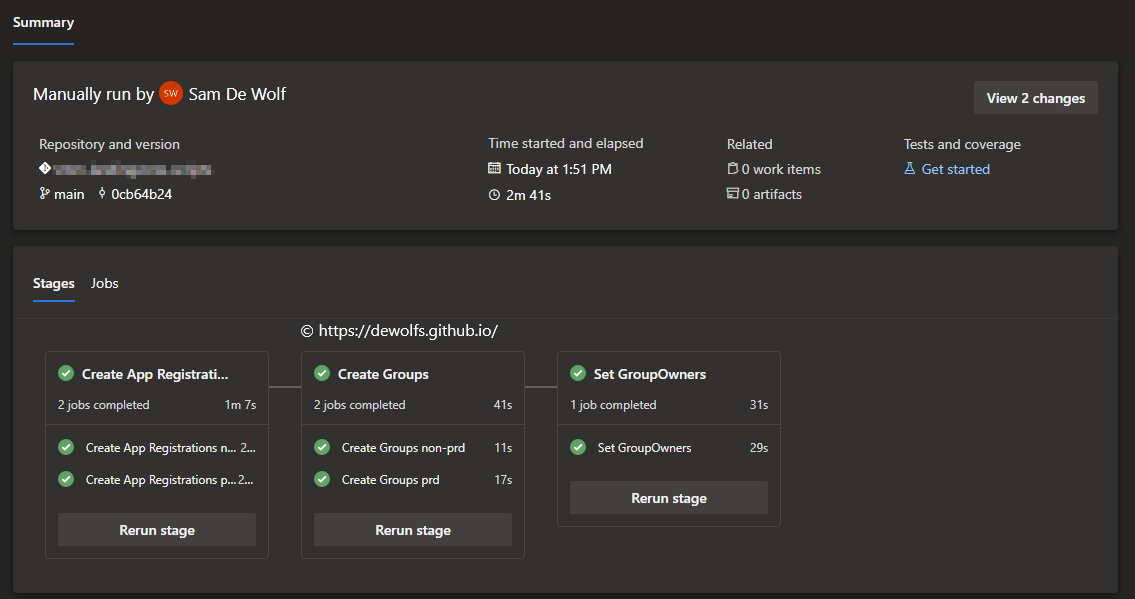 Summary
Manually run by SW Sam De Wolf
View 2 changes
Repository and version
main 0cb64b24
Time started and elapsed
Today at 1:51 PM
2m 41s
Related
0 work items
0 artifacts
Tests and coverage
Get started
Stages Jobs
© https://dewolfs.github.io/
Create App Registrati...
2 jobs completed 1m 7s
Create App Registrations n... 2...
Create App Registrations p... 2...
Rerun stage
Create Groups
2 jobs completed 41s
Create Groups non-prd 11s
Create Groups prd 17s
Rerun stage
Set GroupOwners
1 job completed 31s
Set GroupOwners 29s
Rerun stage